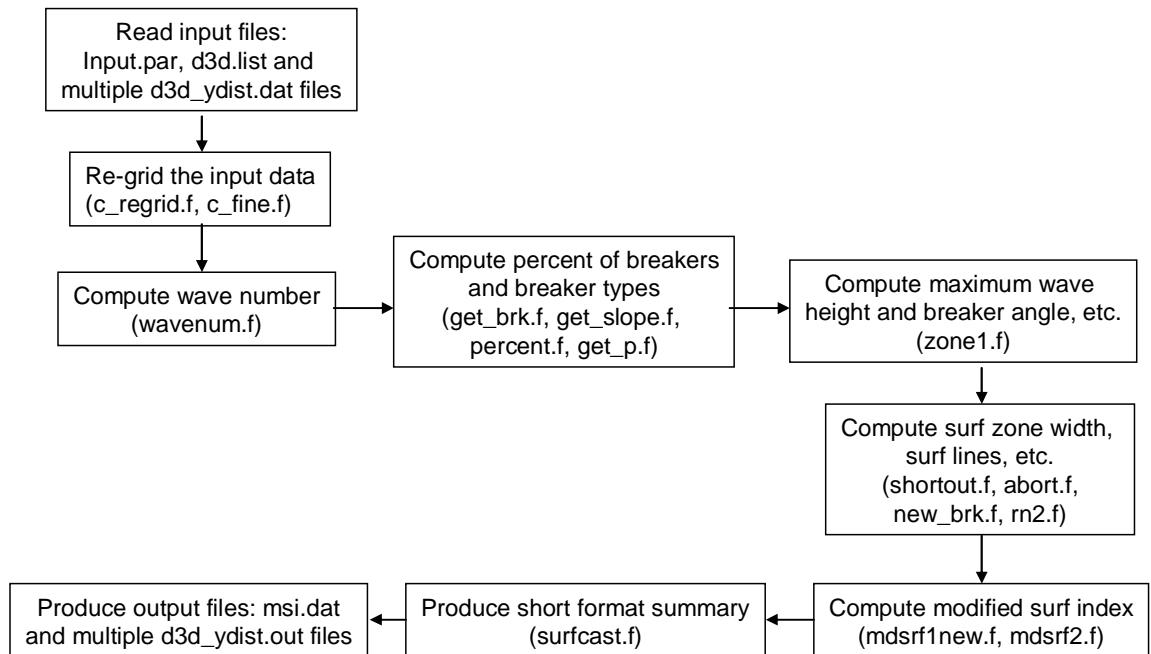 Read input files:
Input.par, d3d.list and
multiple d3d_ydist.dat files
Re-grid the input data
(c_regrid.f, c_fine.f)
Compute wave number
(wavenum.f)
Compute percent of breakers
and breaker types
(get_brk.f, get_slope.f,
percent.f, get_p.f)
Compute maximum wave
height and breaker angle, etc.
(zone1.f)
Compute surf zone width,
surf lines, etc.
(shortout.f, abort.f,
new_brk.f, rn2.f)
Compute modified surf index
(mdsrf1new.f, mdsrf2.f)
Produce short format summary
(surfcast.f)
Produce output files: msi.dat
and multiple d3d_ydist.out files